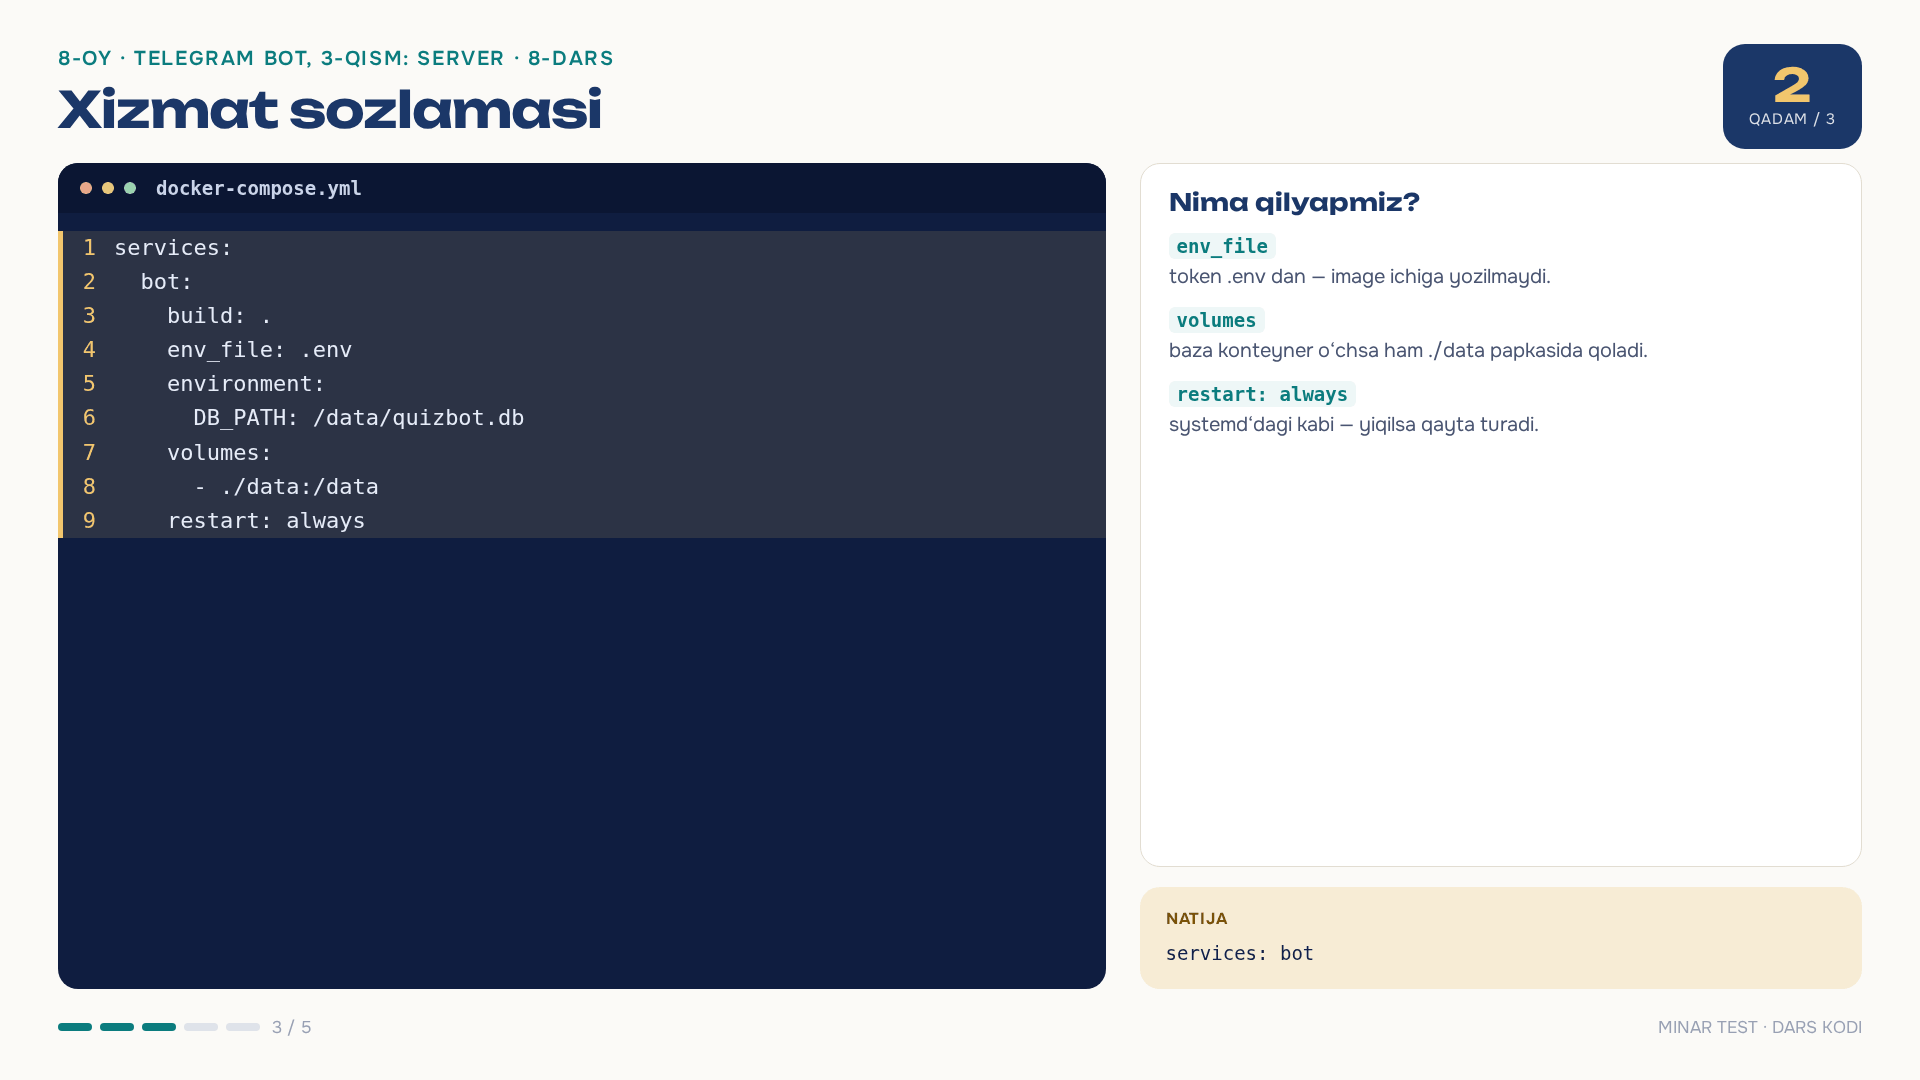 8-OY · TELEGRAM BOT, 3-QISM: SERVER · 8-DARS
Xizmat sozlamasi
2
QADAM / 3
docker-compose.yml
1 services:
2   bot:
3     build: .
4     env_file: .env
5     environment:
6       DB_PATH: /data/quizbot.db
7     volumes:
8       - ./data:/data
9     restart: always
Nima qilyapmiz?
env_file
token .env dan — image ichiga yozilmaydi.
volumes
baza konteyner oʻchsa ham ./data papkasida qoladi.
restart: always
systemdʻdagi kabi — yiqilsa qayta turadi.
NATIJA
services: bot
3 / 5
MINAR TEST · DARS KODI